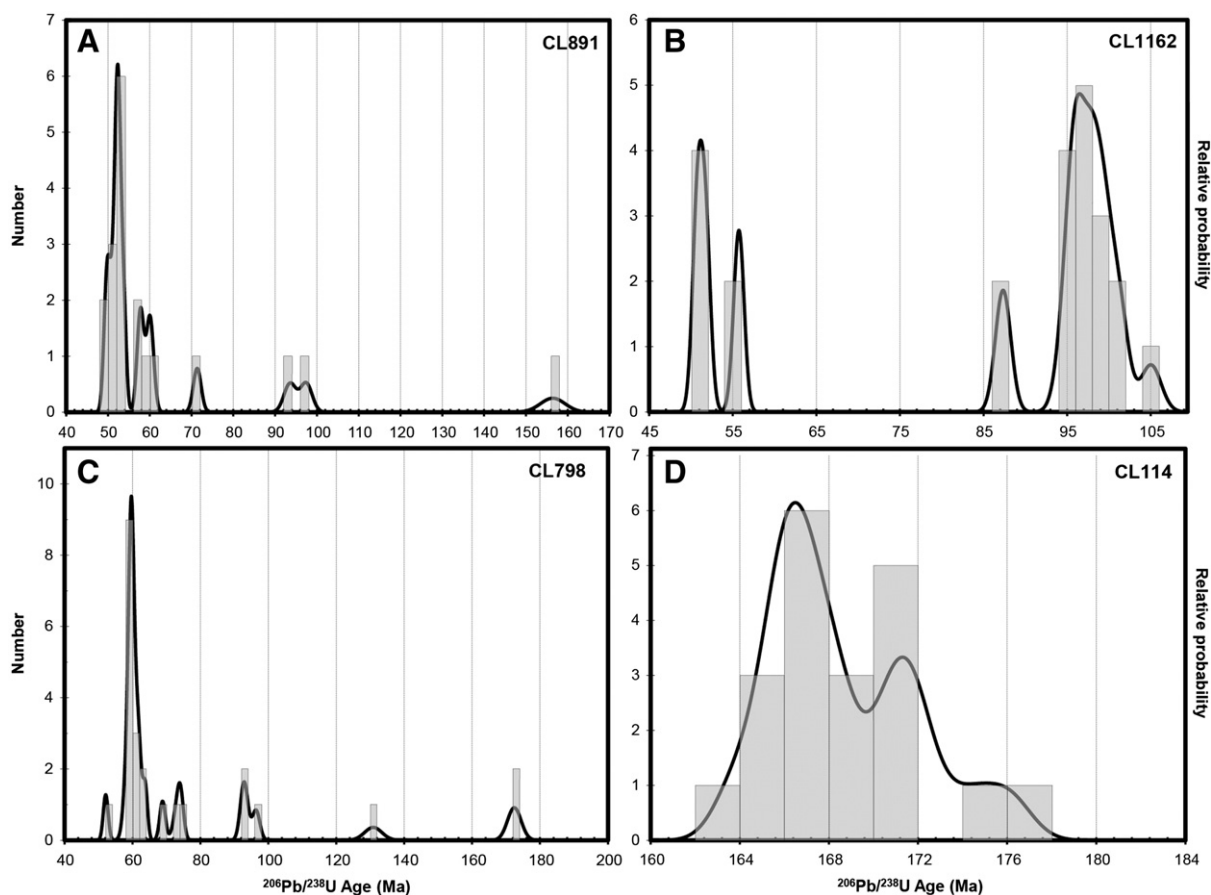 A
CL891
7
6
5
4
3
2
1
0
Number
40 50 60 70 80 90 100 110 120 130 140 150 160 170
B
CL1162
6
5
4
3
2
1
0
Relative probability
45 55 65 75 85 95 105
C
CL798
10
8
6
4
2
0
Number
40 60 80 100 120 140 160 180 200
²⁰⁶Pb/²³⁸U Age (Ma)
D
CL114
7
6
5
4
3
2
1
0
Relative probability
160 164 168 172 176 180 184
²⁰⁶Pb/²³⁸U Age (Ma)